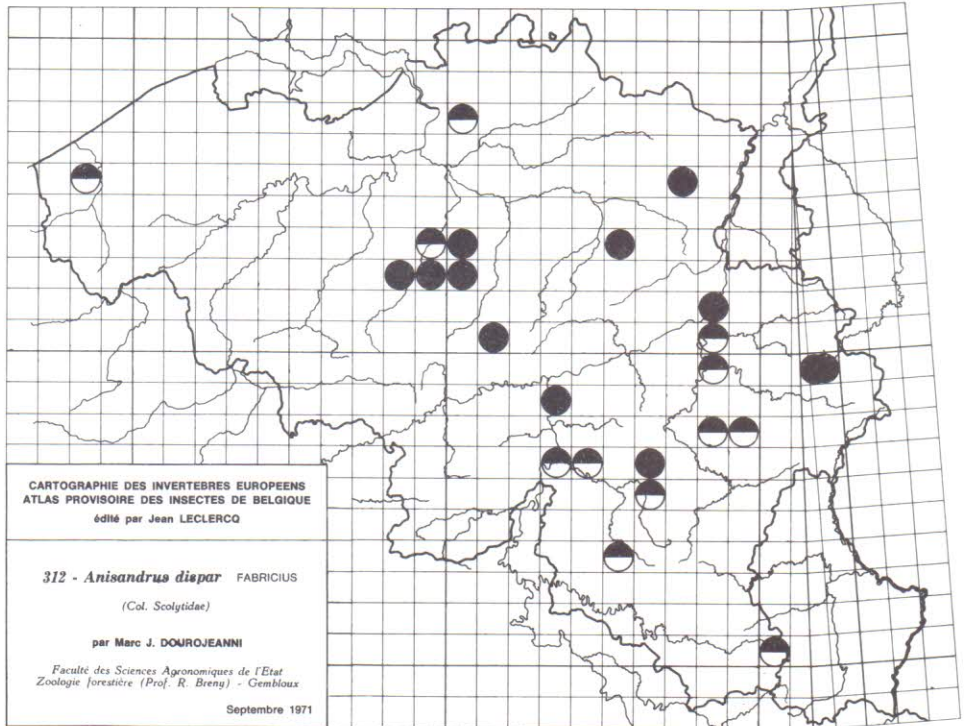 CARTOGRAPHIE DES INVERTEBRES EUROPEENS
ATLAS PROVISOIRE DES INSECTES DE BELGIQUE
édité par Jean LECLERCQ
312 - Anisandrus dispar FABRICIUS
(Col. Scolytidae)
par Marc J. DOUROJEANNI
Faculté des Sciences Agronomiques de l'Etat
Zoologie forestière (Prof. R. Breny) - Gembloux
Septembre 1971